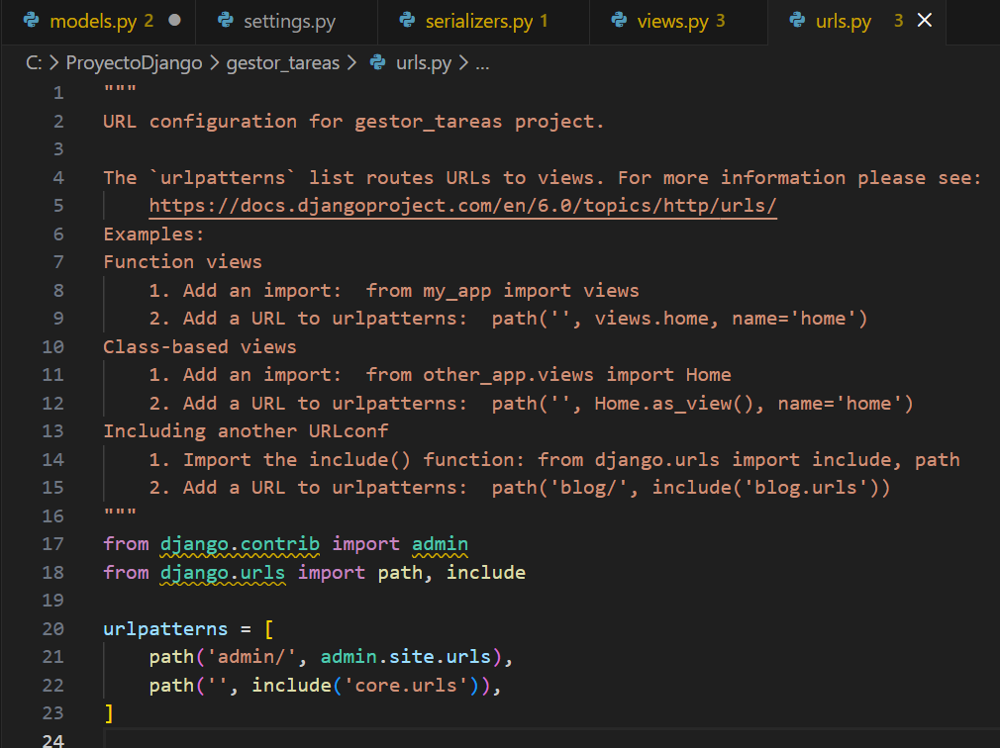 models.py 2
settings.py
serializers.py 1
views.py 3
urls.py 3
C: > ProyectoDjango > gestor_tareas > urls.py > ...
1 """
2 URL configuration for gestor_tareas project.
3
4 The `urlpatterns` list routes URLs to views. For more information please see:
5     https://docs.djangoproject.com/en/6.0/topics/http/urls/
6 Examples:
7 Function views
8     1. Add an import:  from my_app import views
9     2. Add a URL to urlpatterns:  path('', views.home, name='home')
10 Class-based views
11     1. Add an import:  from other_app.views import Home
12     2. Add a URL to urlpatterns:  path('', Home.as_view(), name='home')
13 Including another URLconf
14     1. Import the include() function: from django.urls import include, path
15     2. Add a URL to urlpatterns:  path('blog/', include('blog.urls'))
16 """
17 from django.contrib import admin
18 from django.urls import path, include
19
20 urlpatterns = [
21     path('admin/', admin.site.urls),
22     path('', include('core.urls')),
23 ]
24